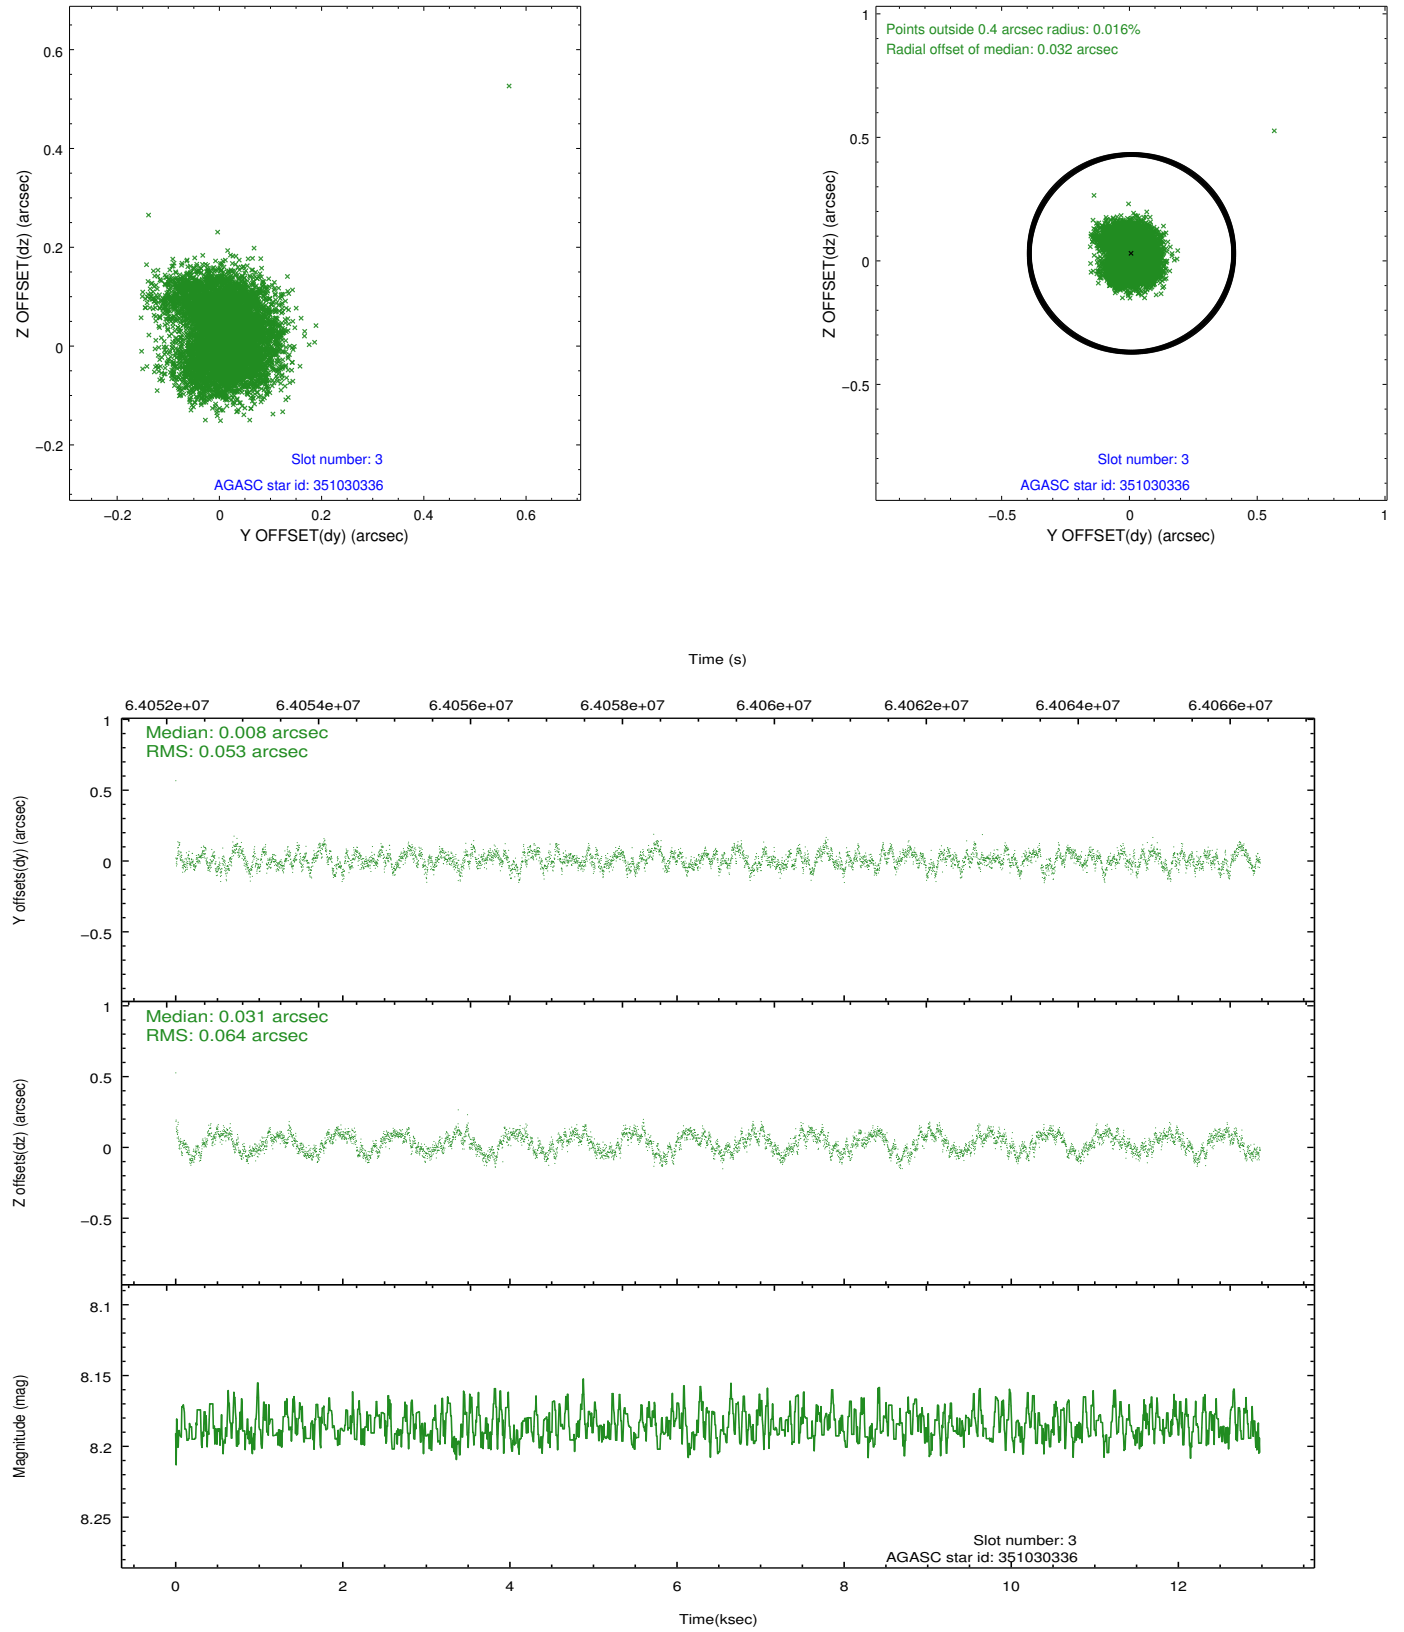 0.6
0.4
0.2
0
−0.2
Z OFFSET(dz) (arcsec)
Slot number: 3
AGASC star id: 351030336
−0.2 0 0.2 0.4 0.6
Y OFFSET(dy) (arcsec)
Points outside 0.4 arcsec radius: 0.016%
Radial offset of median: 0.032 arcsec
1
0.5
0
−0.5
Z OFFSET(dz) (arcsec)
Slot number: 3
AGASC star id: 351030336
−0.5 0 0.5 1
Y OFFSET(dy) (arcsec)
Time (s)
6.4052e+07 6.4054e+07 6.4056e+07 6.4058e+07 6.406e+07 6.4062e+07 6.4064e+07 6.4066e+07
Median: 0.008 arcsec
RMS: 0.053 arcsec
1
0.5
0
−0.5
Y offsets(dy) (arcsec)
Median: 0.031 arcsec
RMS: 0.064 arcsec
1
0.5
0
−0.5
Z offsets(dz) (arcsec)
8.1
8.15
8.2
8.25
Magnitude (mag)
Slot number: 3
AGASC star id: 351030336
0 2 4 6 8 10 12
Time(ksec)